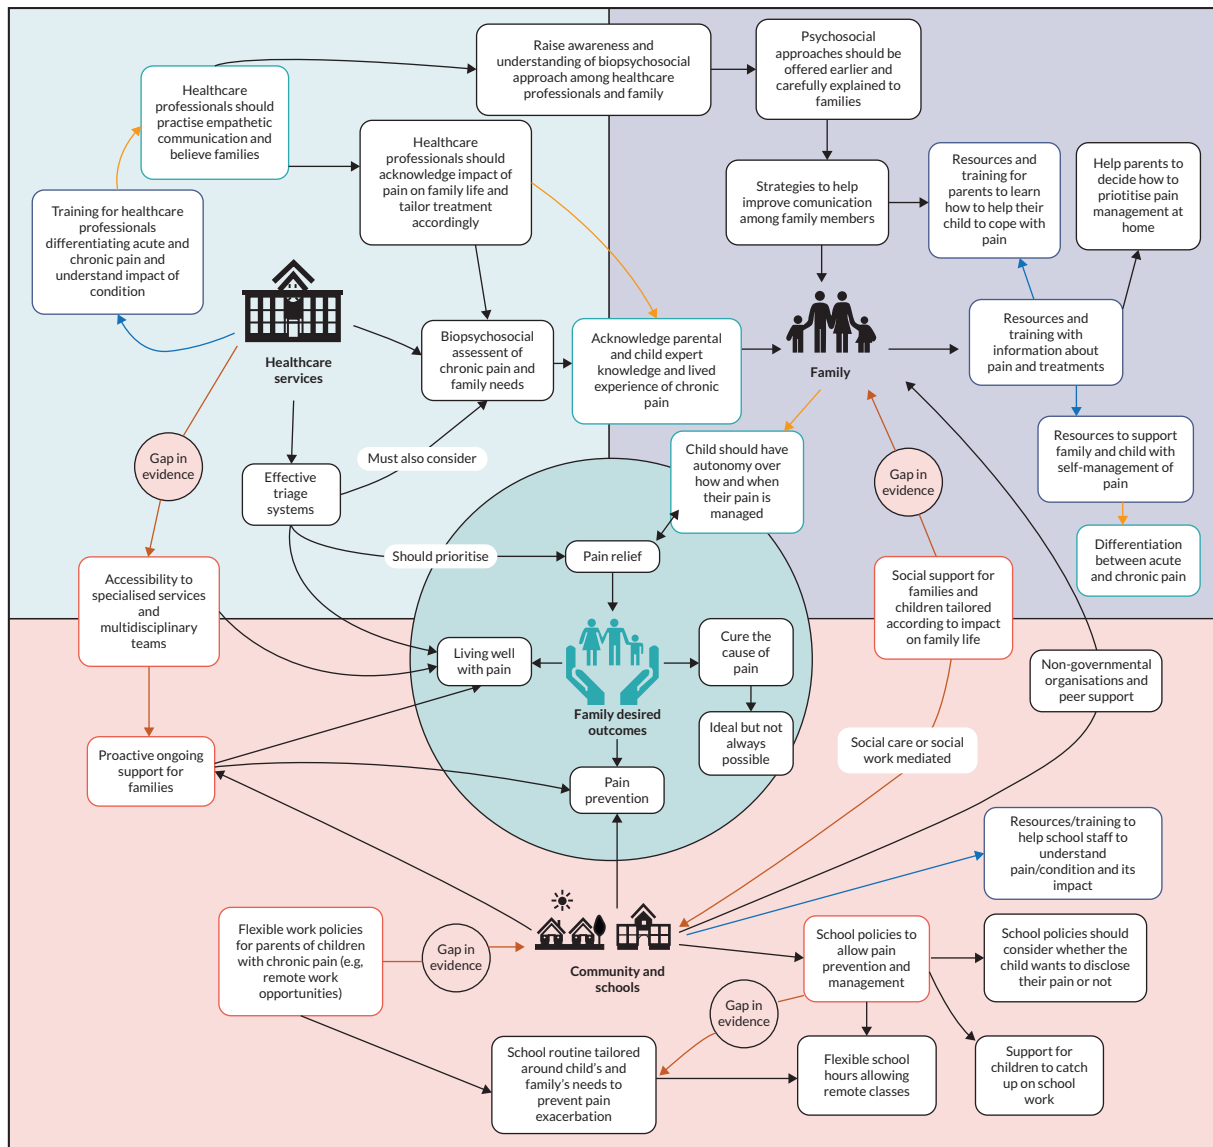 Raise awareness and
understanding of biopsychosocial
approach among healthcare
professionals and family
Psychosocial
approaches should be
offered earlier and
carefully explained to
families
Healthcare
professionals should
practise empathetic
communication and
believe families
Healthcare
professionals should
acknowledge impact of
pain on family life and
tailor treatment
accordingly
Strategies to help
improve comunication
among family members
Resources and
training for
parents to learn
how to help their
child to cope with
pain
Help parents to
decide how to
priotitise pain
management at
home
Training for healthcare
professionals
differentiating acute and
chronic pain and
understand impact of
condition
Healthcare
services
Biopsychosocial
assessent of
chronic pain and
family needs
Acknowledge parental
and child expert
knowledge and lived
experience of chronic
pain
Family
Resources and
training with
information about
pain and treatments
Gap in
evidence
Must also consider
Effective
triage
systems
Child should have
autonomy over
how and when
their pain is
managed
Gap in
evidence
Resources to support
family and child with
self-management of
pain
Differentiation
between acute
and chronic pain
Should prioritise
Pain relief
Accessibility to
specialised services
and
multidisciplinary
teams
Social support for
families and
children tailored
according to impact
on family life
Living well
with pain
Family desired
outcomes
Cure the
cause of
pain
Ideal but not
always
possible
Non-governmental
organisations and
peer support
Proactive ongoing
support for
families
Pain
prevention
Social care or social
work mediated
Resources/training to
help school staff to
understand
pain/condition and its
impact
Flexible work policies
for parents of children
with chronic pain (e.g,
remote work
opportunities)
Gap in
evidence
Community and
schools
School policies to
allow pain
prevention and
management
School policies should
consider whether the
child wants to disclose
their pain or not
Gap in
evidence
School routine tailored
around child's and
family's needs to
prevent pain
exacerbation
Flexible school
hours allowing
remote classes
Support for
children to catch
up on school
work